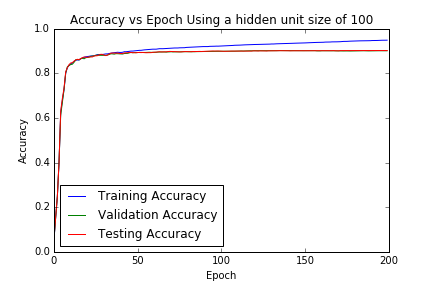 Accuracy vs Epoch Using a hidden unit size of 100
1.0
0.8
0.6
0.4
0.2
0.0
Accuracy
Training Accuracy
Validation Accuracy
Testing Accuracy
0 50 100 150 200
Epoch